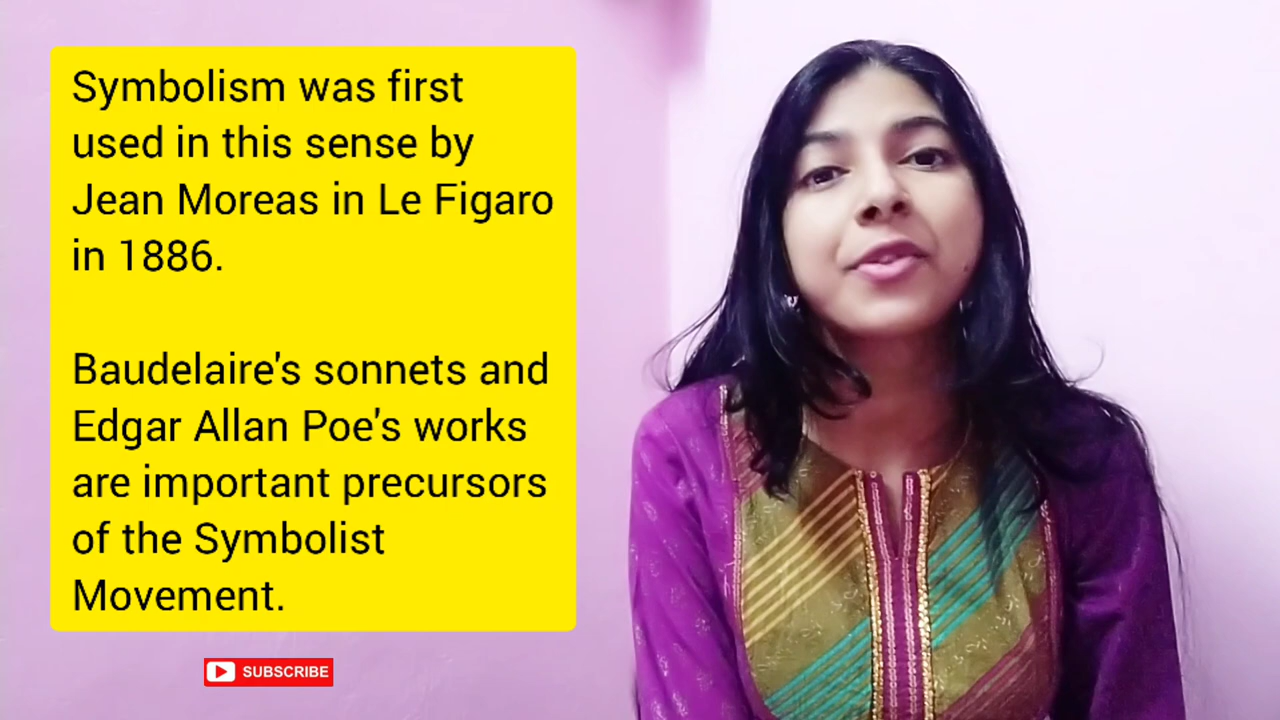 Symbolism was first
used in this sense by
Jean Moreas in Le Figaro
in 1886.
Baudelaire's sonnets and
Edgar Allan Poe's works
are important precursors
of the Symbolist
Movement.
SUBSCRIBE